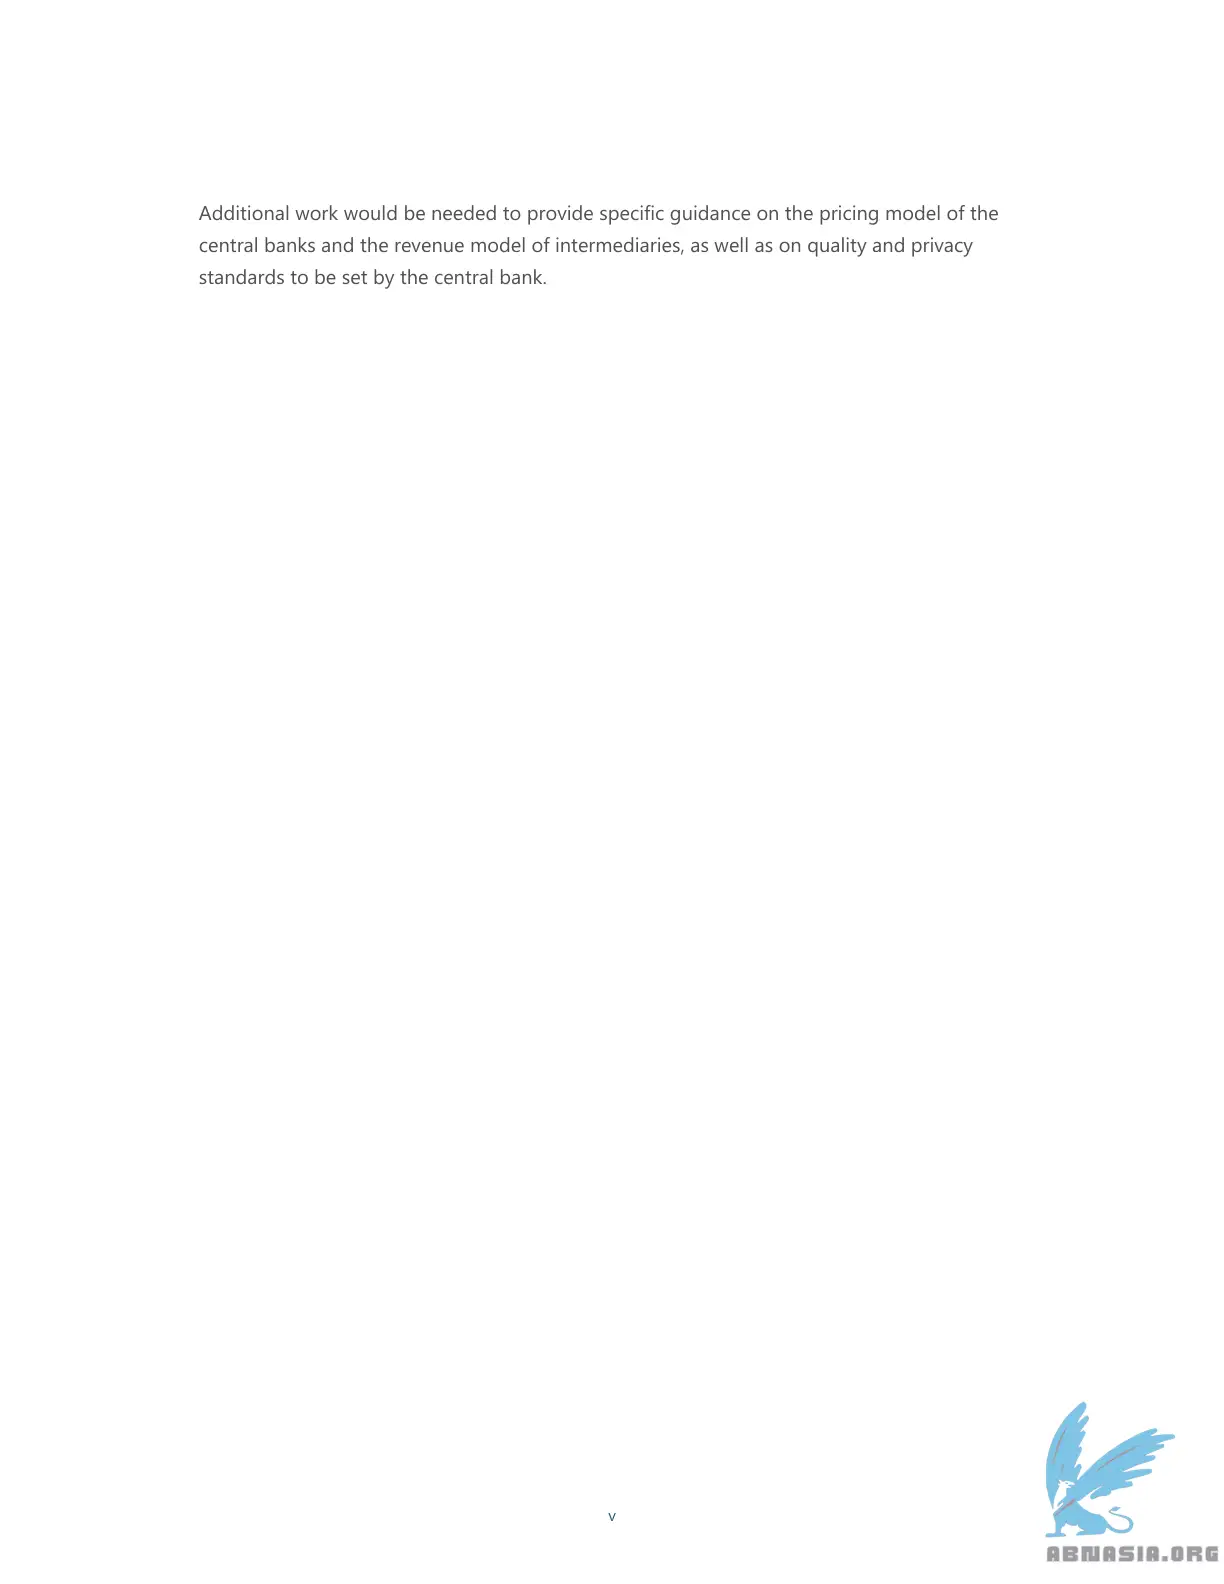 Additional work would be needed to provide specific guidance on the pricing model of the
central banks and the revenue model of intermediaries, as well as on quality and privacy
standards to be set by the central bank.
v
ABNASIA.ORG